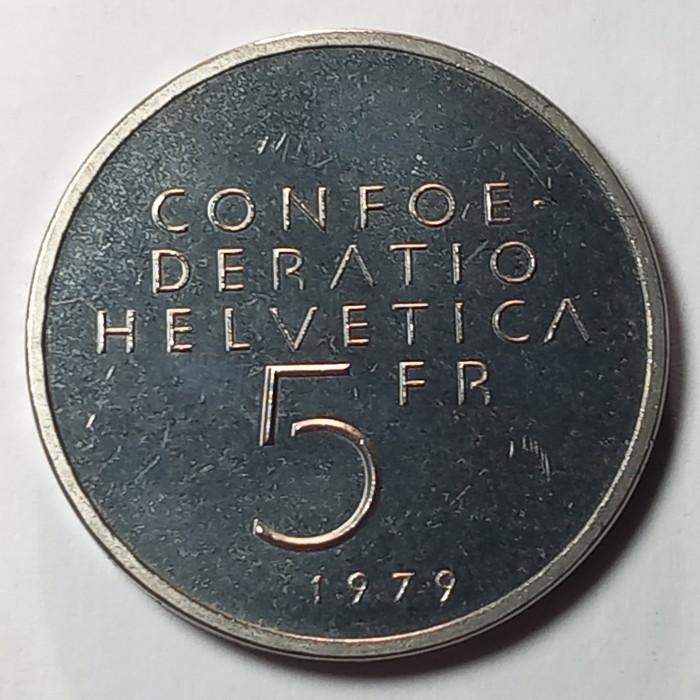 CONFOE-
DERATIO
HELVETICA
5 FR
1979